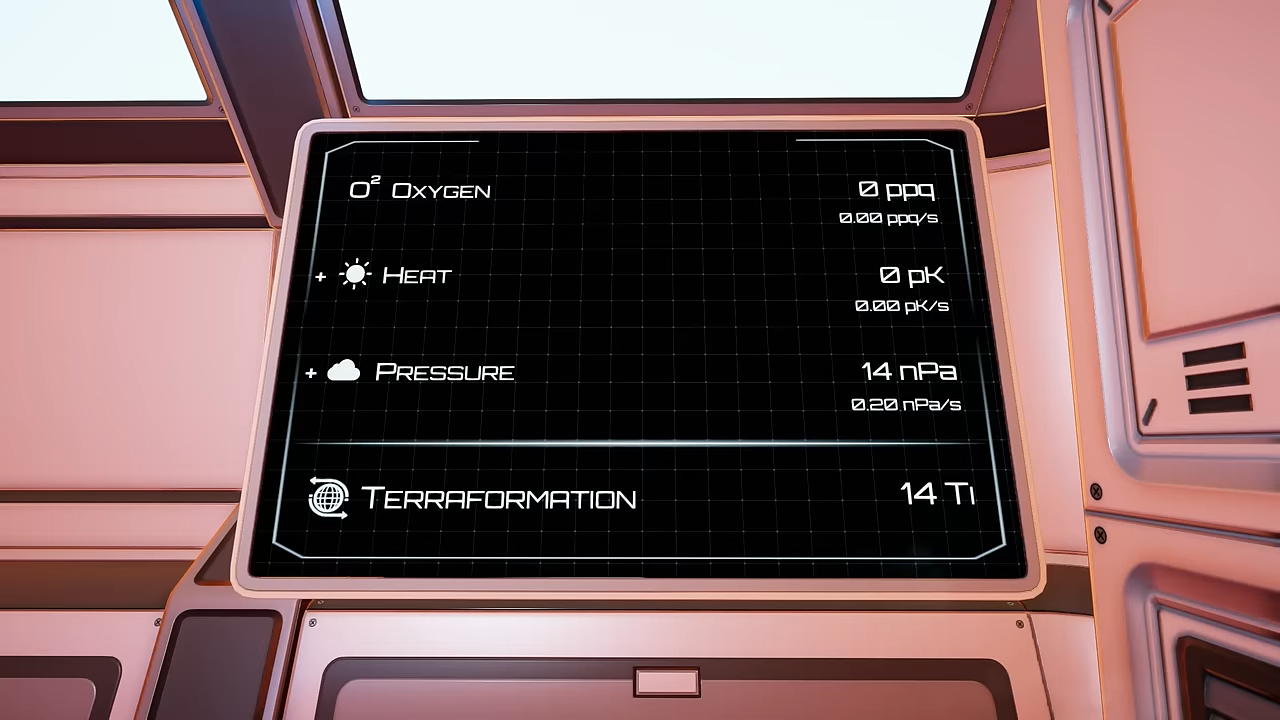 O² Oxygen 0 ppq
0.00 ppq/s
+ Heat 0 pK
0.00 pK/s
+ Pressure 14 nPa
0.20 nPa/s
Terraformation 14 Ti